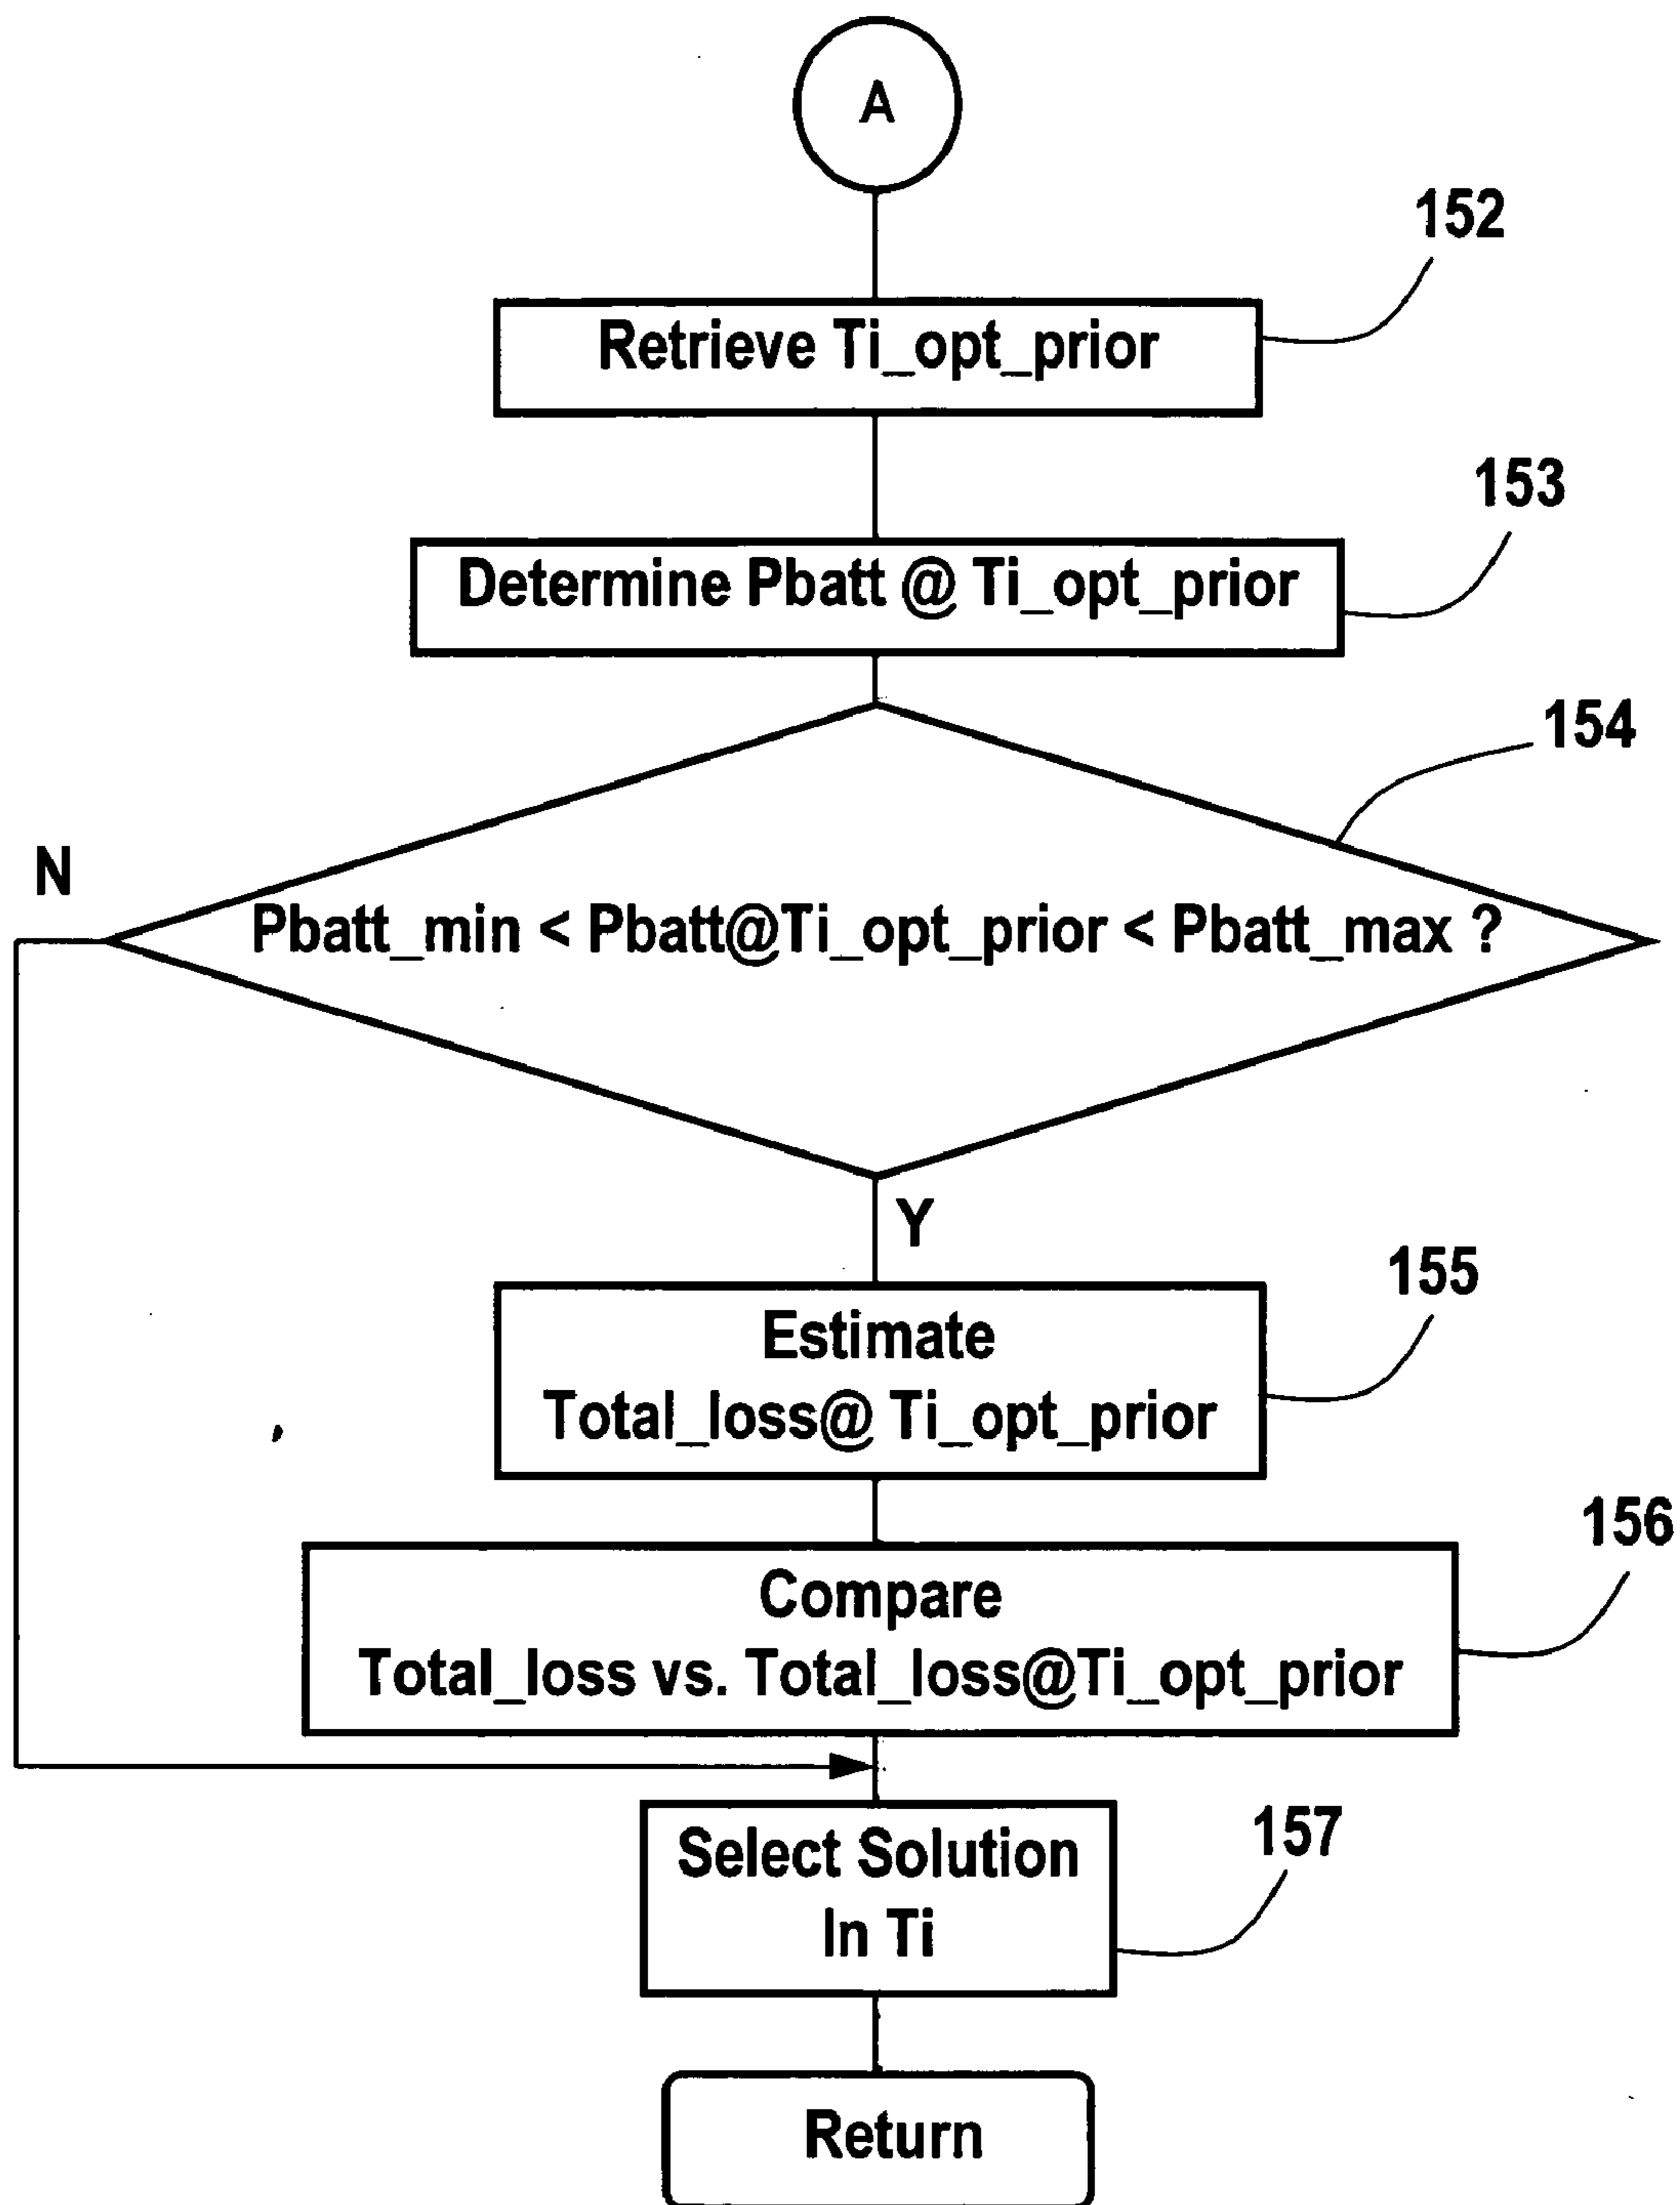 A
152
Retrieve Ti_opt_prior
153
Determine Pbatt @ Ti_opt_prior
154
N
Pbatt_min < Pbatt@Ti_opt_prior < Pbatt_max ?
Y
155
Estimate
Total_loss@ Ti_opt_prior
156
Compare
Total_loss vs. Total_loss@Ti_opt_prior
157
Select Solution
In Ti
Return